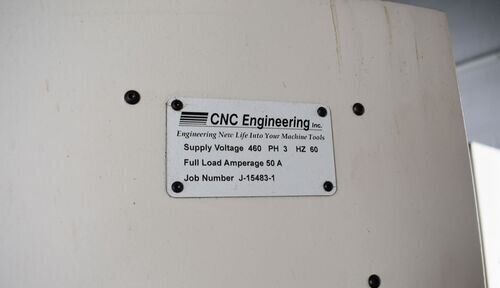 CNC Engineering inc.
Engineering New Life Into Your Machine Tools
Supply Voltage 460 PH 3 HZ 60
Full Load Amperage 50 A
Job Number J-15483-1